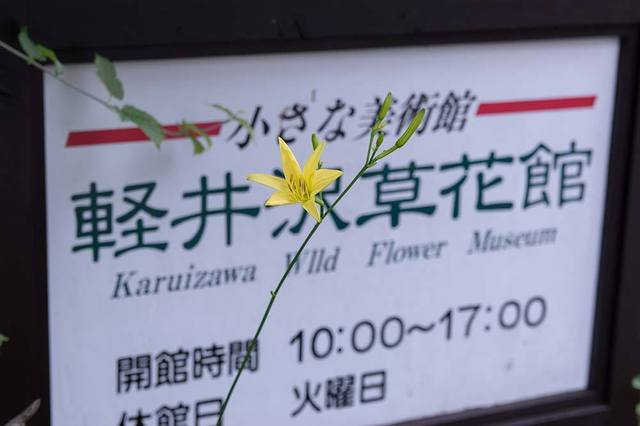 小さな美術館
軽井沢草花館
Karuizawa Wlld Flower Museum
開館時間 10:00～17:00
休館日 火曜日